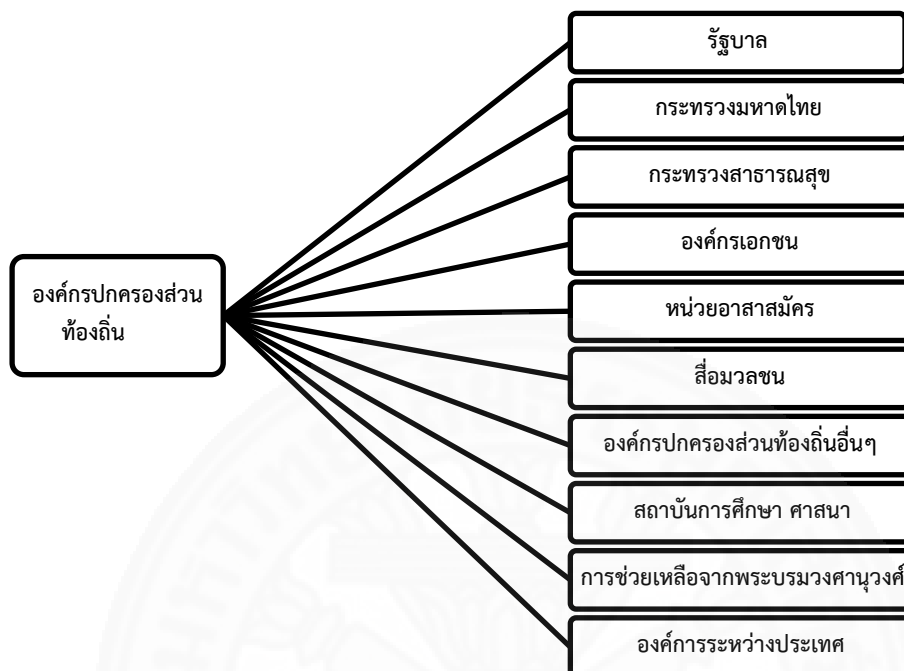 รัฐบาล
กระทรวงมหาดไทย
กระทรวงสาธารณสุข
องค์กรเอกชน
องค์กรปกครองส่วน
ท้องถิ่น
หน่วยอาสาสมัคร
สื่อมวลชน
องค์กรปกครองส่วนท้องถิ่นอื่นๆ
สถาบันการศึกษา ศาสนา
การช่วยเหลือจากพระบรมวงศานุวงศ์
องค์การระหว่างประเทศ